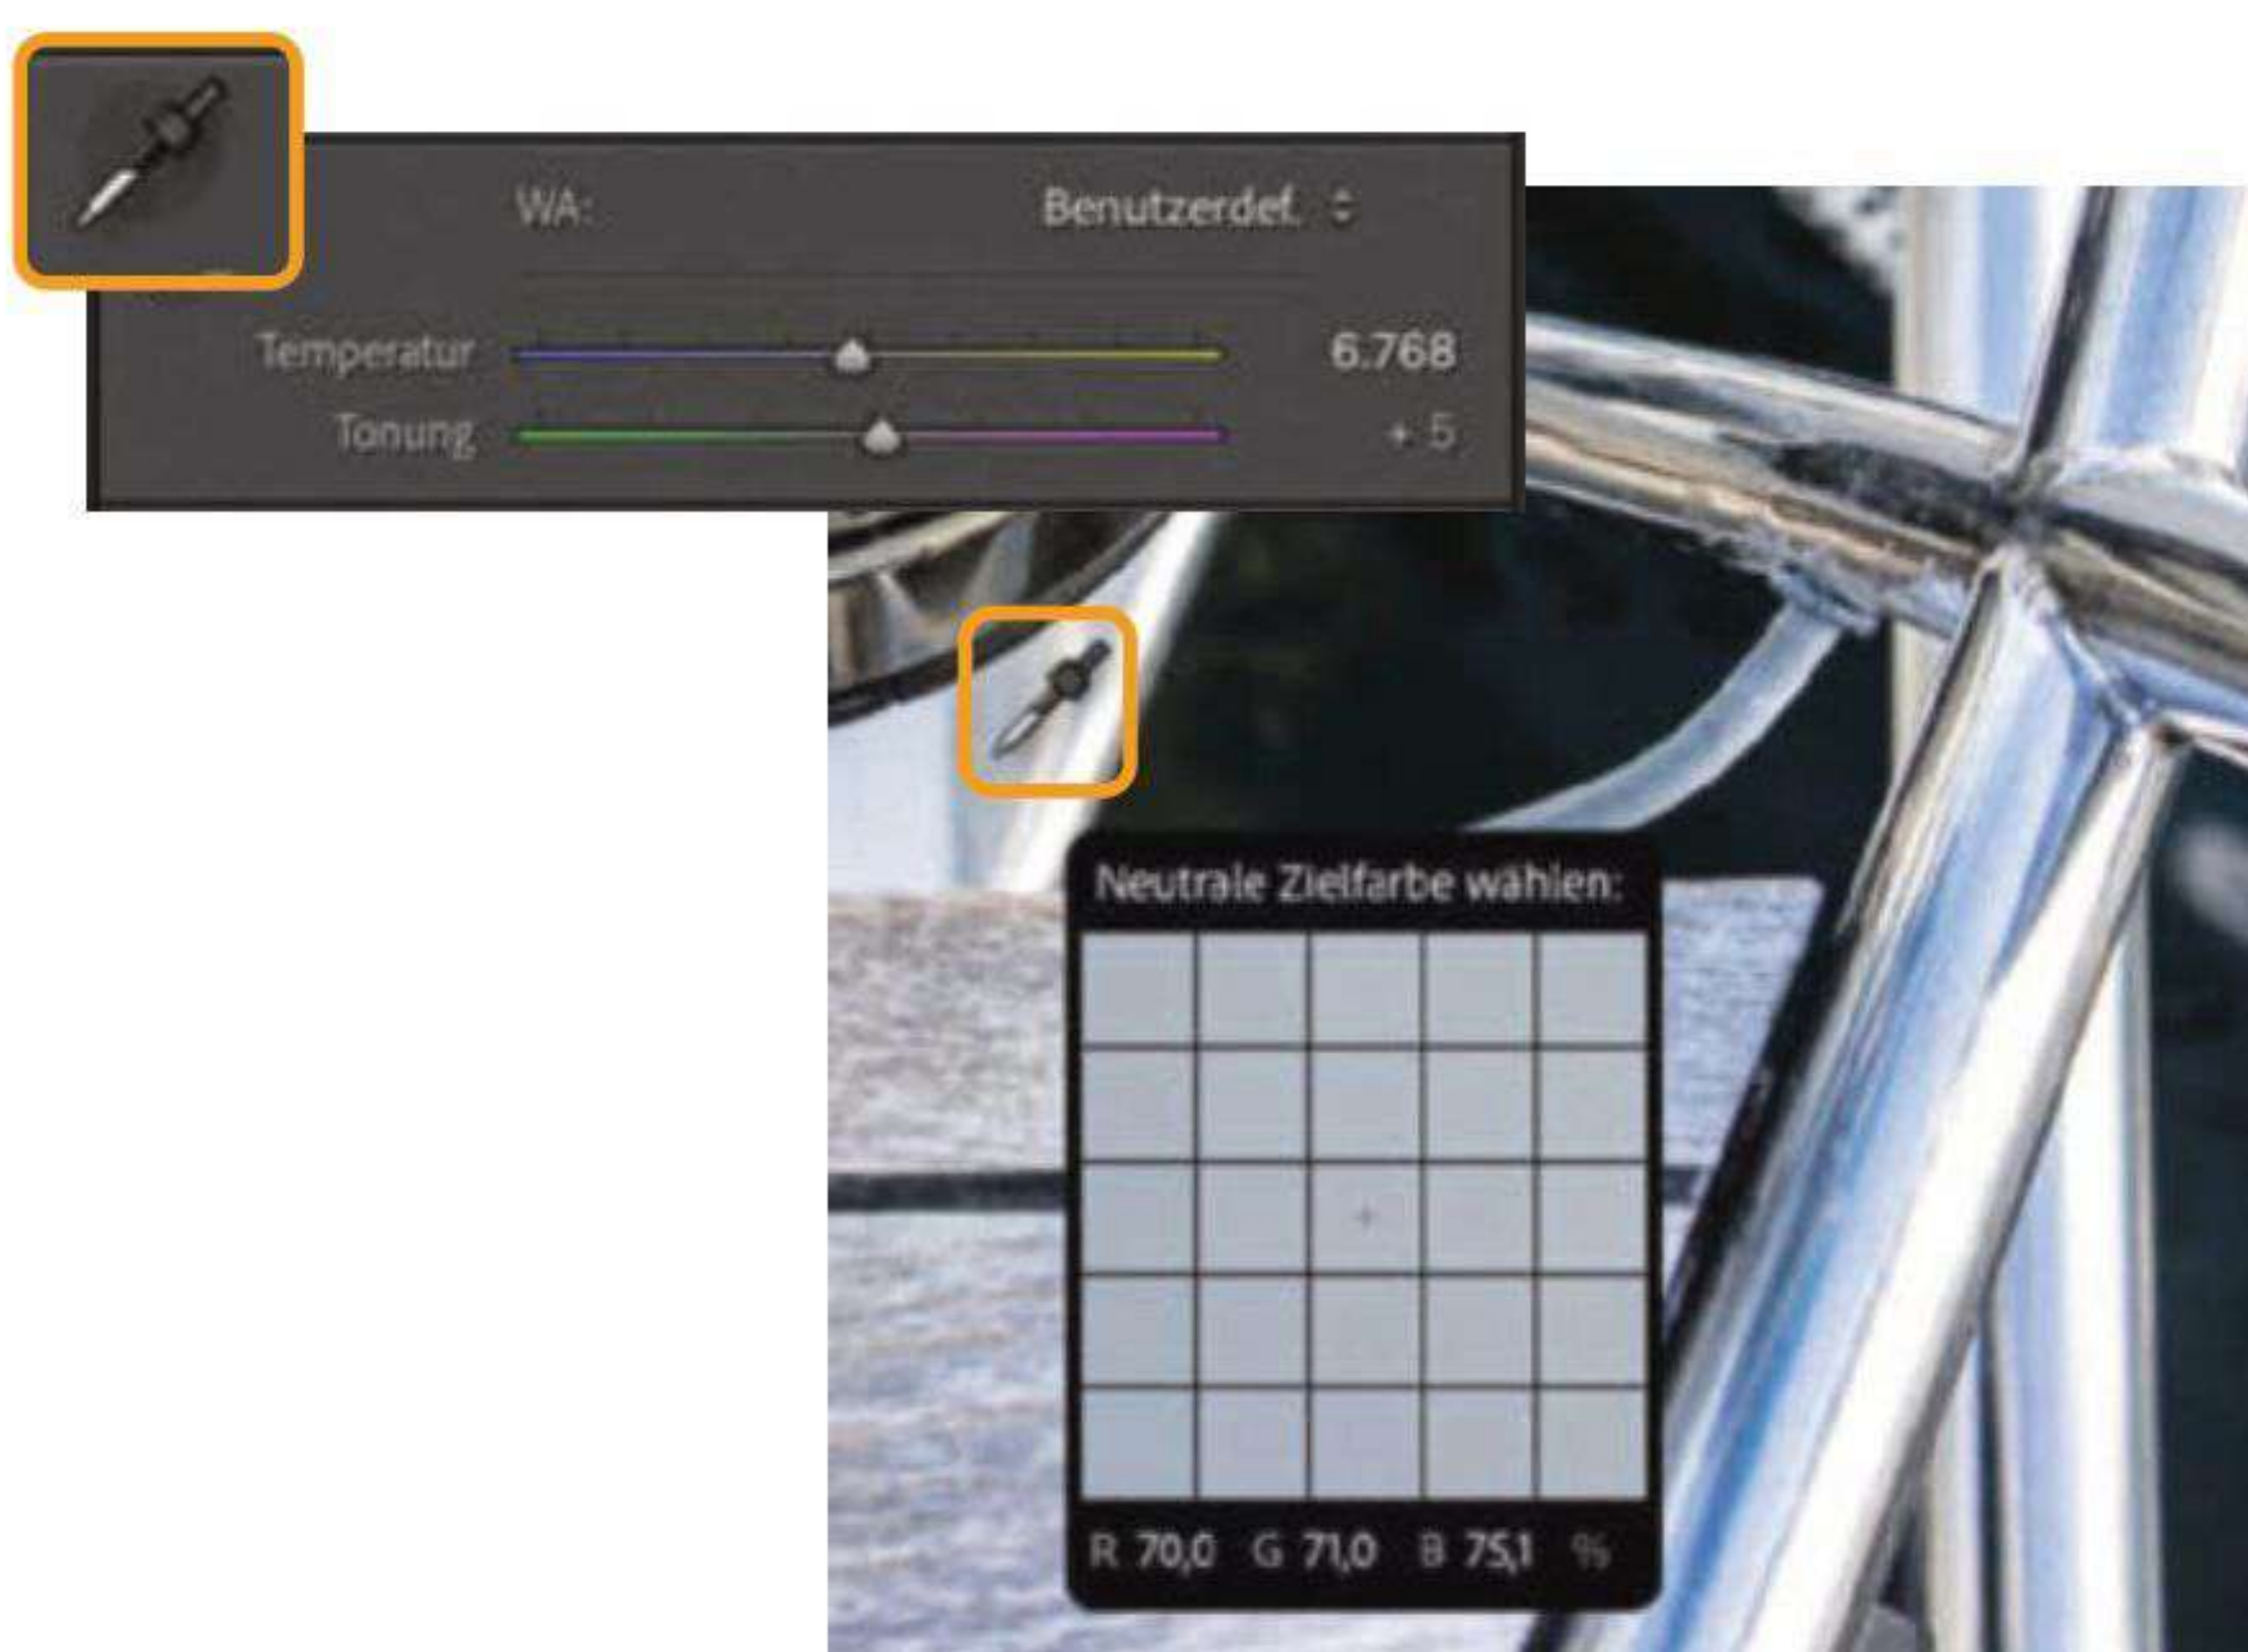 WA: Benutzerdef.
Temperatur 6.768
Tonung + 5
Neutrale Zielfarbe wählen:
R 70,0 G 71,0 B 75,1 %